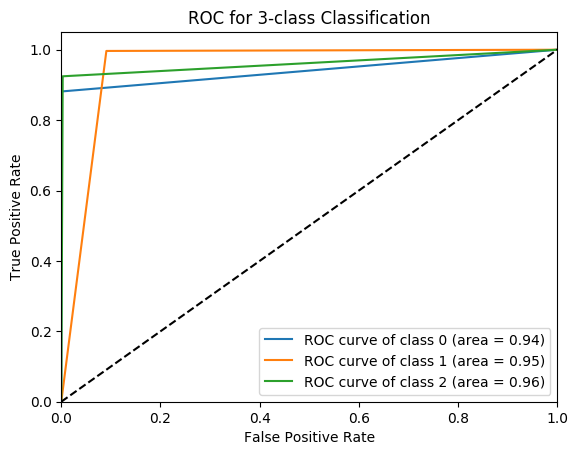 ROC for 3-class Classification
True Positive Rate
1.0
0.8
0.6
0.4
0.2
0.0
ROC curve of class 0 (area = 0.94)
ROC curve of class 1 (area = 0.95)
ROC curve of class 2 (area = 0.96)
0.0 0.2 0.4 0.6 0.8 1.0
False Positive Rate